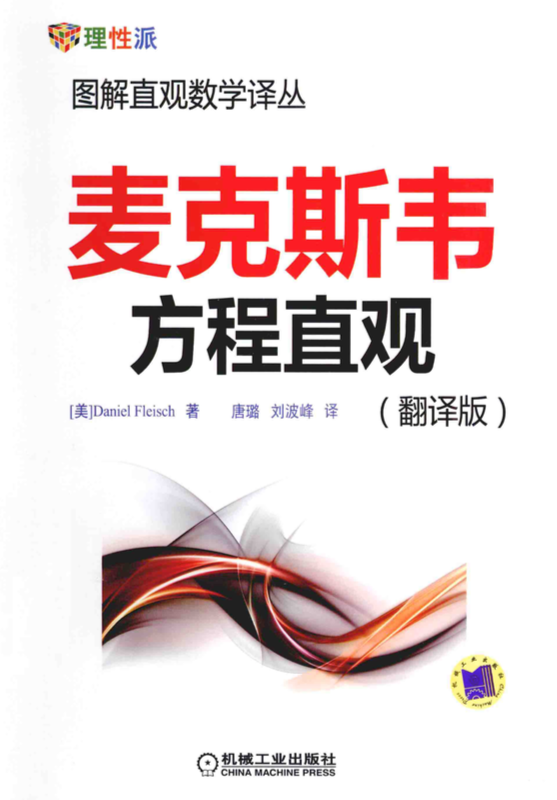 理性派
图解直观数学译丛
麦克斯韦
方程直观
（翻译版）
[美]Daniel Fleisch 著 唐璐 刘波峰 译
机械工业出版社
CHINA MACHINE PRESS